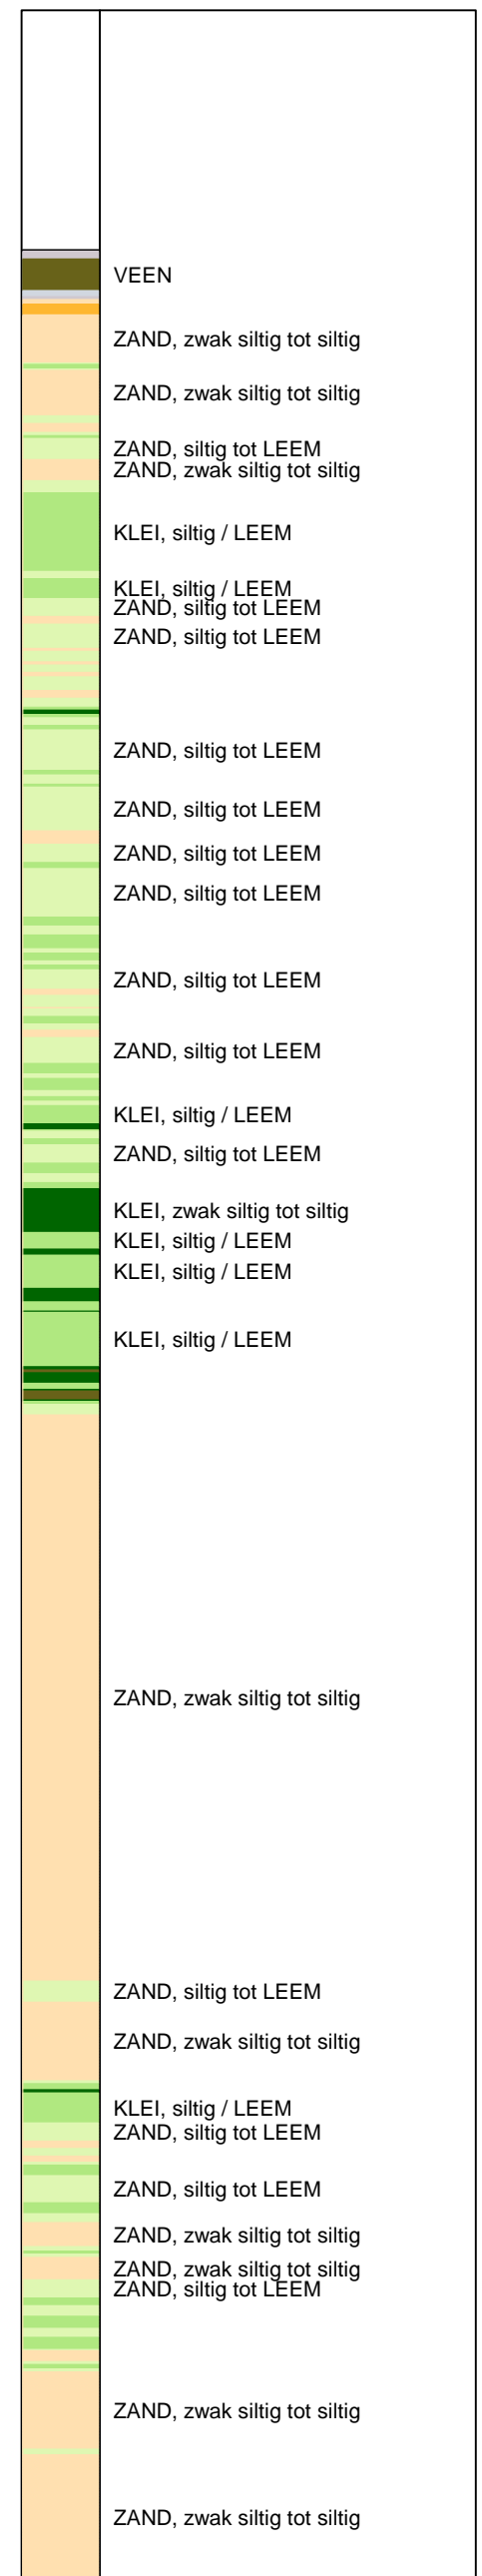 VEEN
ZAND, zwak siltig tot siltig
ZAND, zwak siltig tot siltig
ZAND, siltig tot LEEM
ZAND, zwak siltig tot siltig
KLEI, siltig / LEEM
KLEI, siltig / LEEM
ZAND, siltig tot LEEM
ZAND, siltig tot LEEM
ZAND, siltig tot LEEM
ZAND, siltig tot LEEM
ZAND, siltig tot LEEM
ZAND, siltig tot LEEM
ZAND, siltig tot LEEM
ZAND, siltig tot LEEM
KLEI, siltig / LEEM
ZAND, siltig tot LEEM
KLEI, zwak siltig tot siltig
KLEI, siltig / LEEM
KLEI, siltig / LEEM
KLEI, siltig / LEEM
ZAND, zwak siltig tot siltig
ZAND, siltig tot LEEM
ZAND, zwak siltig tot siltig
KLEI, siltig / LEEM
ZAND, siltig tot LEEM
ZAND, siltig tot LEEM
ZAND, zwak siltig tot siltig
ZAND, zwak siltig tot siltig
ZAND, siltig tot LEEM
ZAND, zwak siltig tot siltig
ZAND, zwak siltig tot siltig